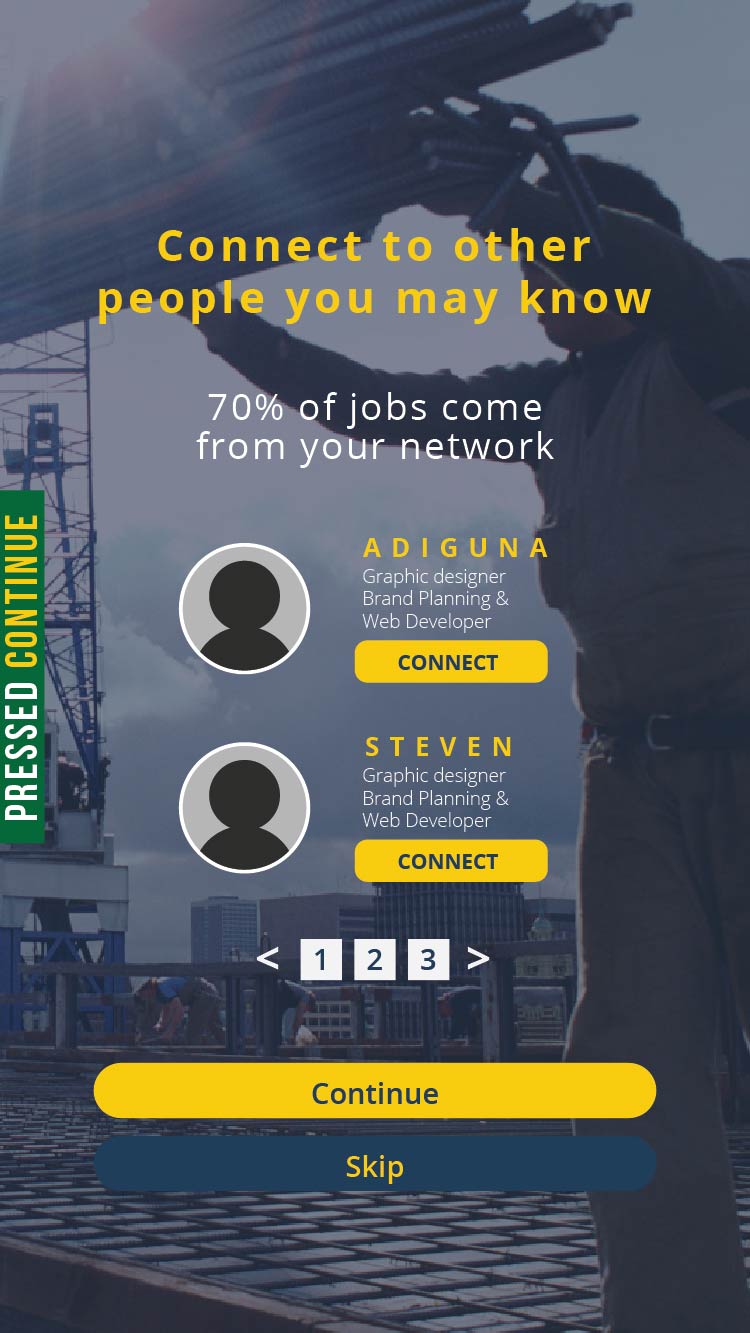 Connect to other
people you may know
70% of jobs come
from your network
PRESSED CONTINUE
ADIGUNA
Graphic designer
Brand Planning &
Web Developer
CONNECT
STEVEN
Graphic designer
Brand Planning &
Web Developer
CONNECT
< 1 2 3 >
Continue
Skip